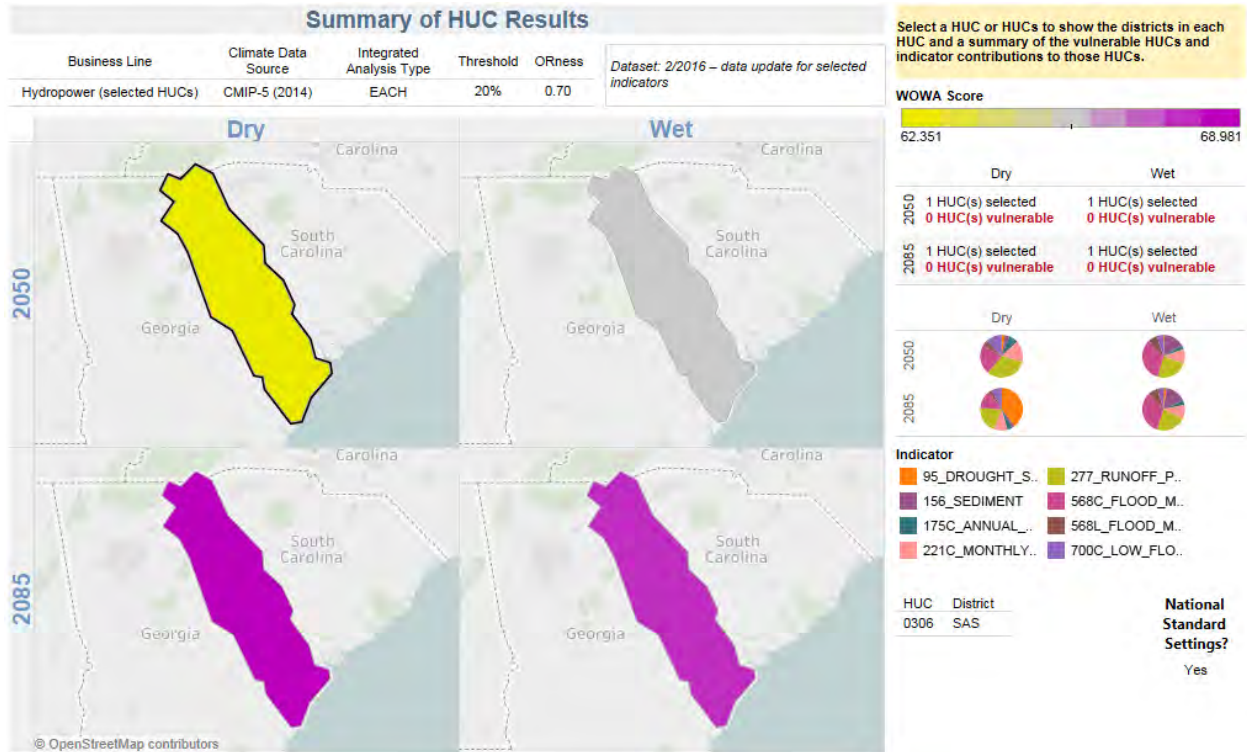 Summary of HUC Results
Business Line
Climate Data
Source
Integrated
Analysis Type
Threshold
ORness
Hydropower (selected HUCs)
CMIP-5 (2014)
EACH
20%
0.70
Dataset: 2/2016 – data update for selected
indicators
Select a HUC or HUCs to show the districts in each
HUC and a summary of the vulnerable HUCs and
indicator contributions to those HUCs.
WOWA Score
62.351
68.981
Dry
Wet
2050
Carolina
South
Carolina
Georgia
Carolina
South
Carolina
Georgia
2085
Carolina
South
Carolina
Georgia
Carolina
South
Carolina
Georgia
© OpenStreetMap contributors
Dry
Wet
2050
1 HUC(s) selected
0 HUC(s) vulnerable
1 HUC(s) selected
0 HUC(s) vulnerable
2085
1 HUC(s) selected
0 HUC(s) vulnerable
1 HUC(s) selected
0 HUC(s) vulnerable
Dry
Wet
2050
2085
Indicator
95_DROUGHT_S..
277_RUNOFF_P..
156_SEDIMENT
568C_FLOOD_M..
175C_ANNUAL_..
568L_FLOOD_M..
221C_MONTHLY..
700C_LOW_FLO..
HUC
District
0306
SAS
National
Standard
Settings?
Yes